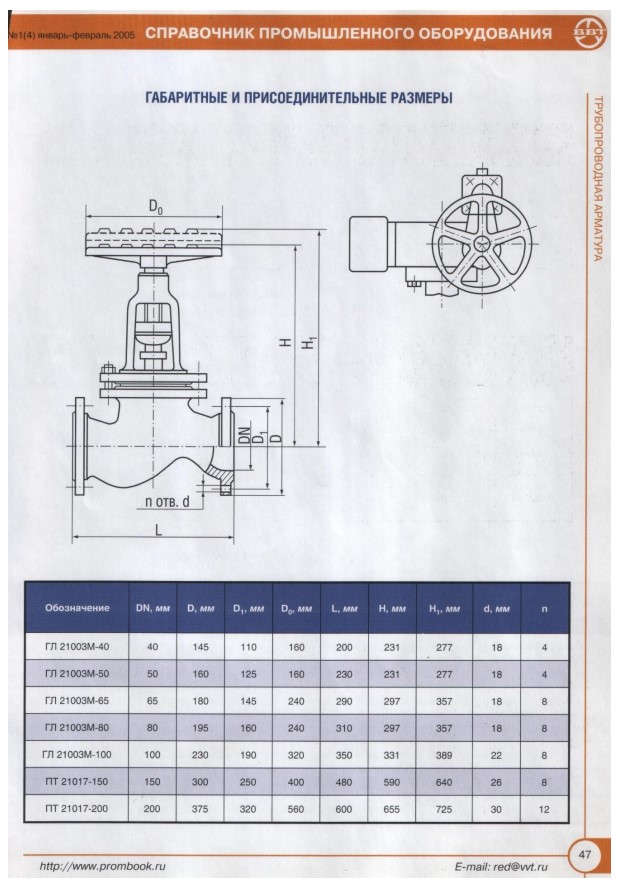 №1(4) январь-февраль 2005 СПРАВОЧНИК ПРОМЫШЛЕННОГО ОБОРУДОВАНИЯ
ВВТ
ТРУБОПРОВОДНАЯ АРМАТУРА
ГАБАРИТНЫЕ И ПРИСОЕДИНИТЕЛЬНЫЕ РАЗМЕРЫ
D₀
H
H₁
DN
D₁
D
n отв. d
L
Обозначение DN, мм D, мм D₁, мм D₀, мм L, мм H, мм H₁, мм d, мм n
ГЛ 21003М-40 40 145 110 160 200 231 277 18 4
ГЛ 21003М-50 50 160 125 160 230 231 277 18 4
ГЛ 21003М-65 65 180 145 240 290 297 357 18 8
ГЛ 21003М-80 80 195 160 240 310 297 357 18 8
ГЛ 21003М-100 100 230 190 320 350 331 389 22 8
ПТ 21017-150 150 300 250 400 480 590 640 26 8
ПТ 21017-200 200 375 320 560 600 655 725 30 12
47
http://www.prombook.ru E-mail: red@vvt.ru